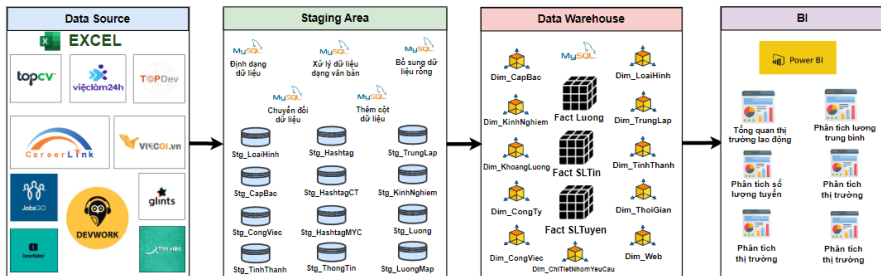 Data Source
EXCEL
topcv
việclàm24h
TOPDev
CareerLink
VIECOI.vn
JobsGO
DEVWORK
glints
CareerBuilder
TÌM VIỆC
Staging Area
MySQL
Định dạng
dữ liệu
MySQL
Xử lý dữ liệu
dạng văn bản
MySQL
Bổ sung dữ
liệu rỗng
MySQL
Chuyển đổi
dữ liệu
MySQL
Thêm cột
dữ liệu
Stg_LoaiHinh
Stg_Hashtag
Stg_TrungLap
Stg_CapBac
Stg_HashtagCT
Stg_KinhNghiem
Stg_CongViec
Stg_HashtagMYC
Stg_Luong
Stg_TinhThanh
Stg_ThongTin
Stg_LuongMap
Data Warehouse
MySQL
Dim_CapBac
Dim_LoaiHinh
Fact Luong
Dim_KinhNghiem
Dim_TrungLap
Dim_KhoangLuong
Fact SLTin
Dim_TinhThanh
Dim_CongTy
Dim_ThoiGian
Fact SLTuyen
Dim_CongViec
Dim_ChiTietNhomYeuCau
Dim_Web
BI
Power BI
Tổng quan thị
trường lao động
Phân tích lương
trung bình
Phân tích số
lượng tuyển
Phân tích
thị trường
Phân tích
thị trường
Phân tích
thị trường